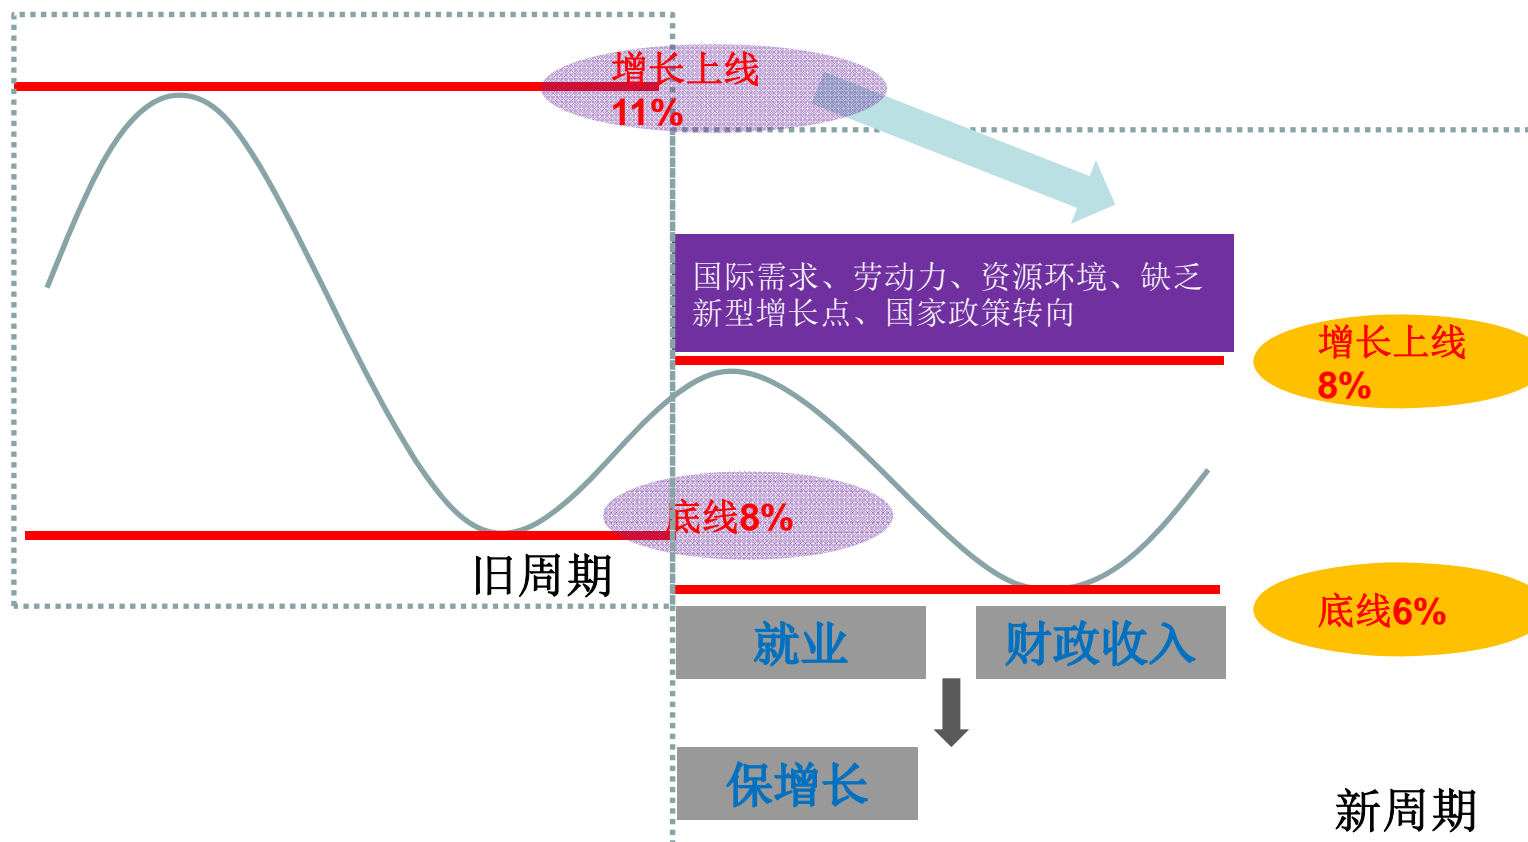 增长上线
11%
国际需求、劳动力、资源环境、缺乏
新型增长点、国家政策转向
增长上线
8%
底线8%
旧周期
底线6%
就业
财政收入
保增长
新周期